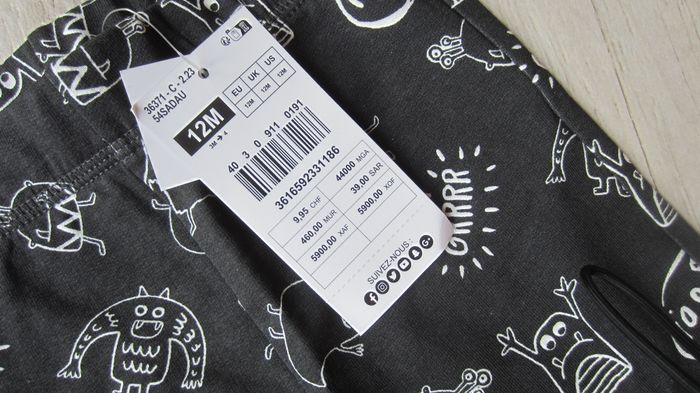 36371 - C - 2.23
54SADAU
12M
3M → 4
EU UK US
12M 12M 12M
40 3 0 911 0191
3616592331186
9,95 CHF 44000 MGA
460,00 MUR 39,00 SAR
5900,00 XAF 5900,00 XOF
SUIVEZ-NOUS
GRRRR